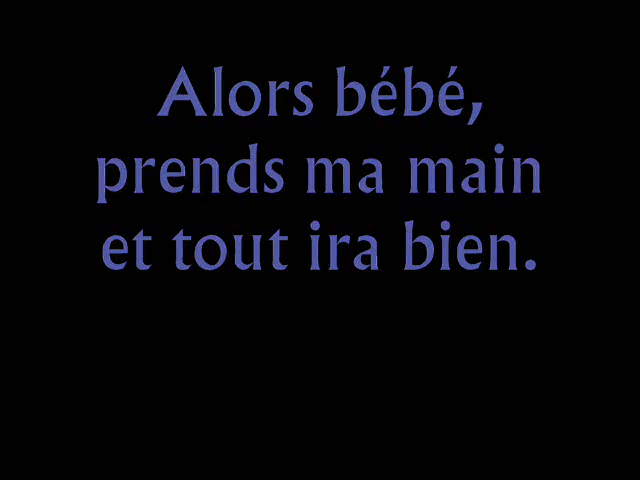 Alors bébé,
prends ma main
et tout ira bien.